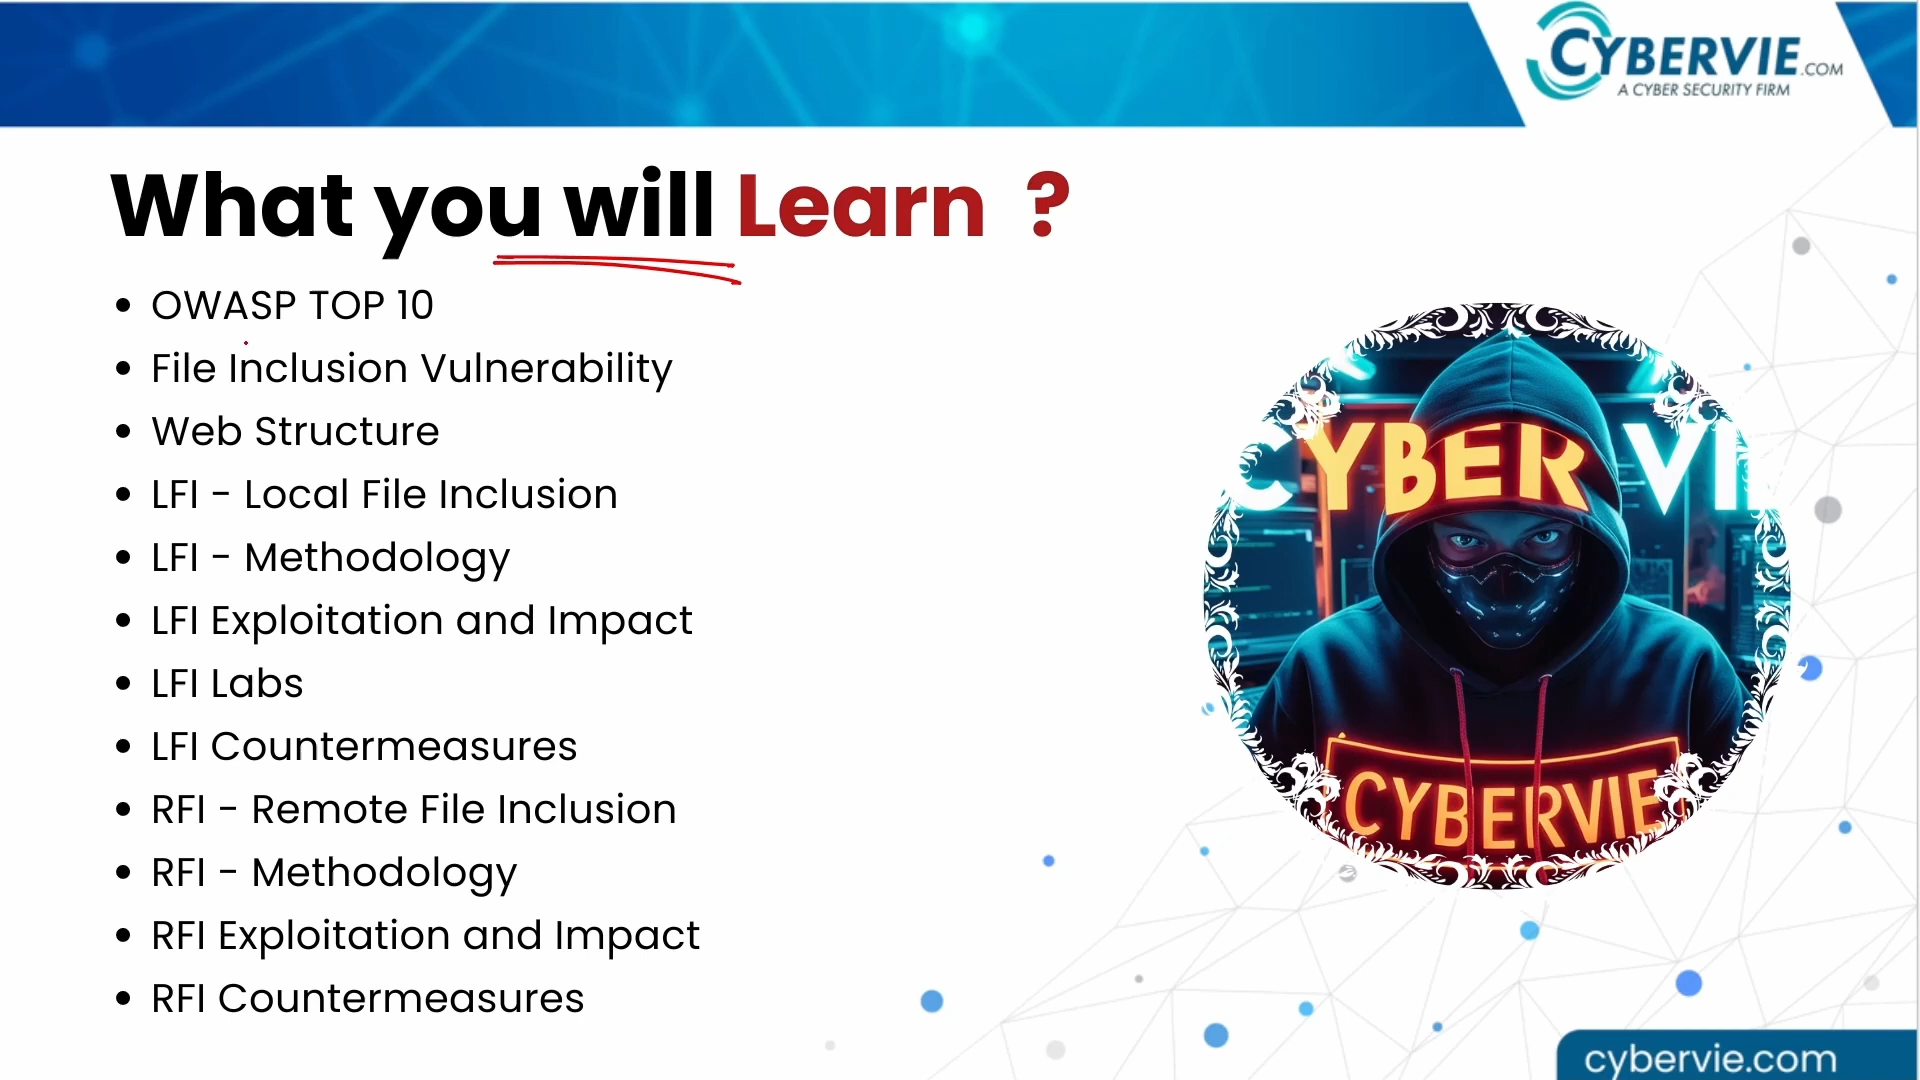 CYBERVIE.COM
A CYBER SECURITY FIRM
What you will Learn ?
• OWASP TOP 10
• File Inclusion Vulnerability
• Web Structure
• LFI - Local File Inclusion
• LFI - Methodology
• LFI Exploitation and Impact
• LFI Labs
• LFI Countermeasures
• RFI - Remote File Inclusion
• RFI - Methodology
• RFI Exploitation and Impact
• RFI Countermeasures
CYBER VI
CYBERVIE
cybervie.com